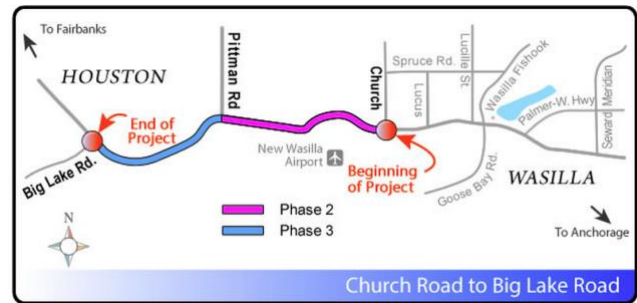 To Fairbanks
HOUSTON
Pittman Rd
Church
Spruce Rd.
Lucus
Lucille St.
Wasilla Fishook
Palmer-W. Hwy
Seward Meridian
End of
Project
Big Lake Rd.
New Wasilla
Airport
Beginning
of Project
Goose Bay Rd.
WASILLA
To Anchorage
Phase 2
Phase 3
N
Church Road to Big Lake Road